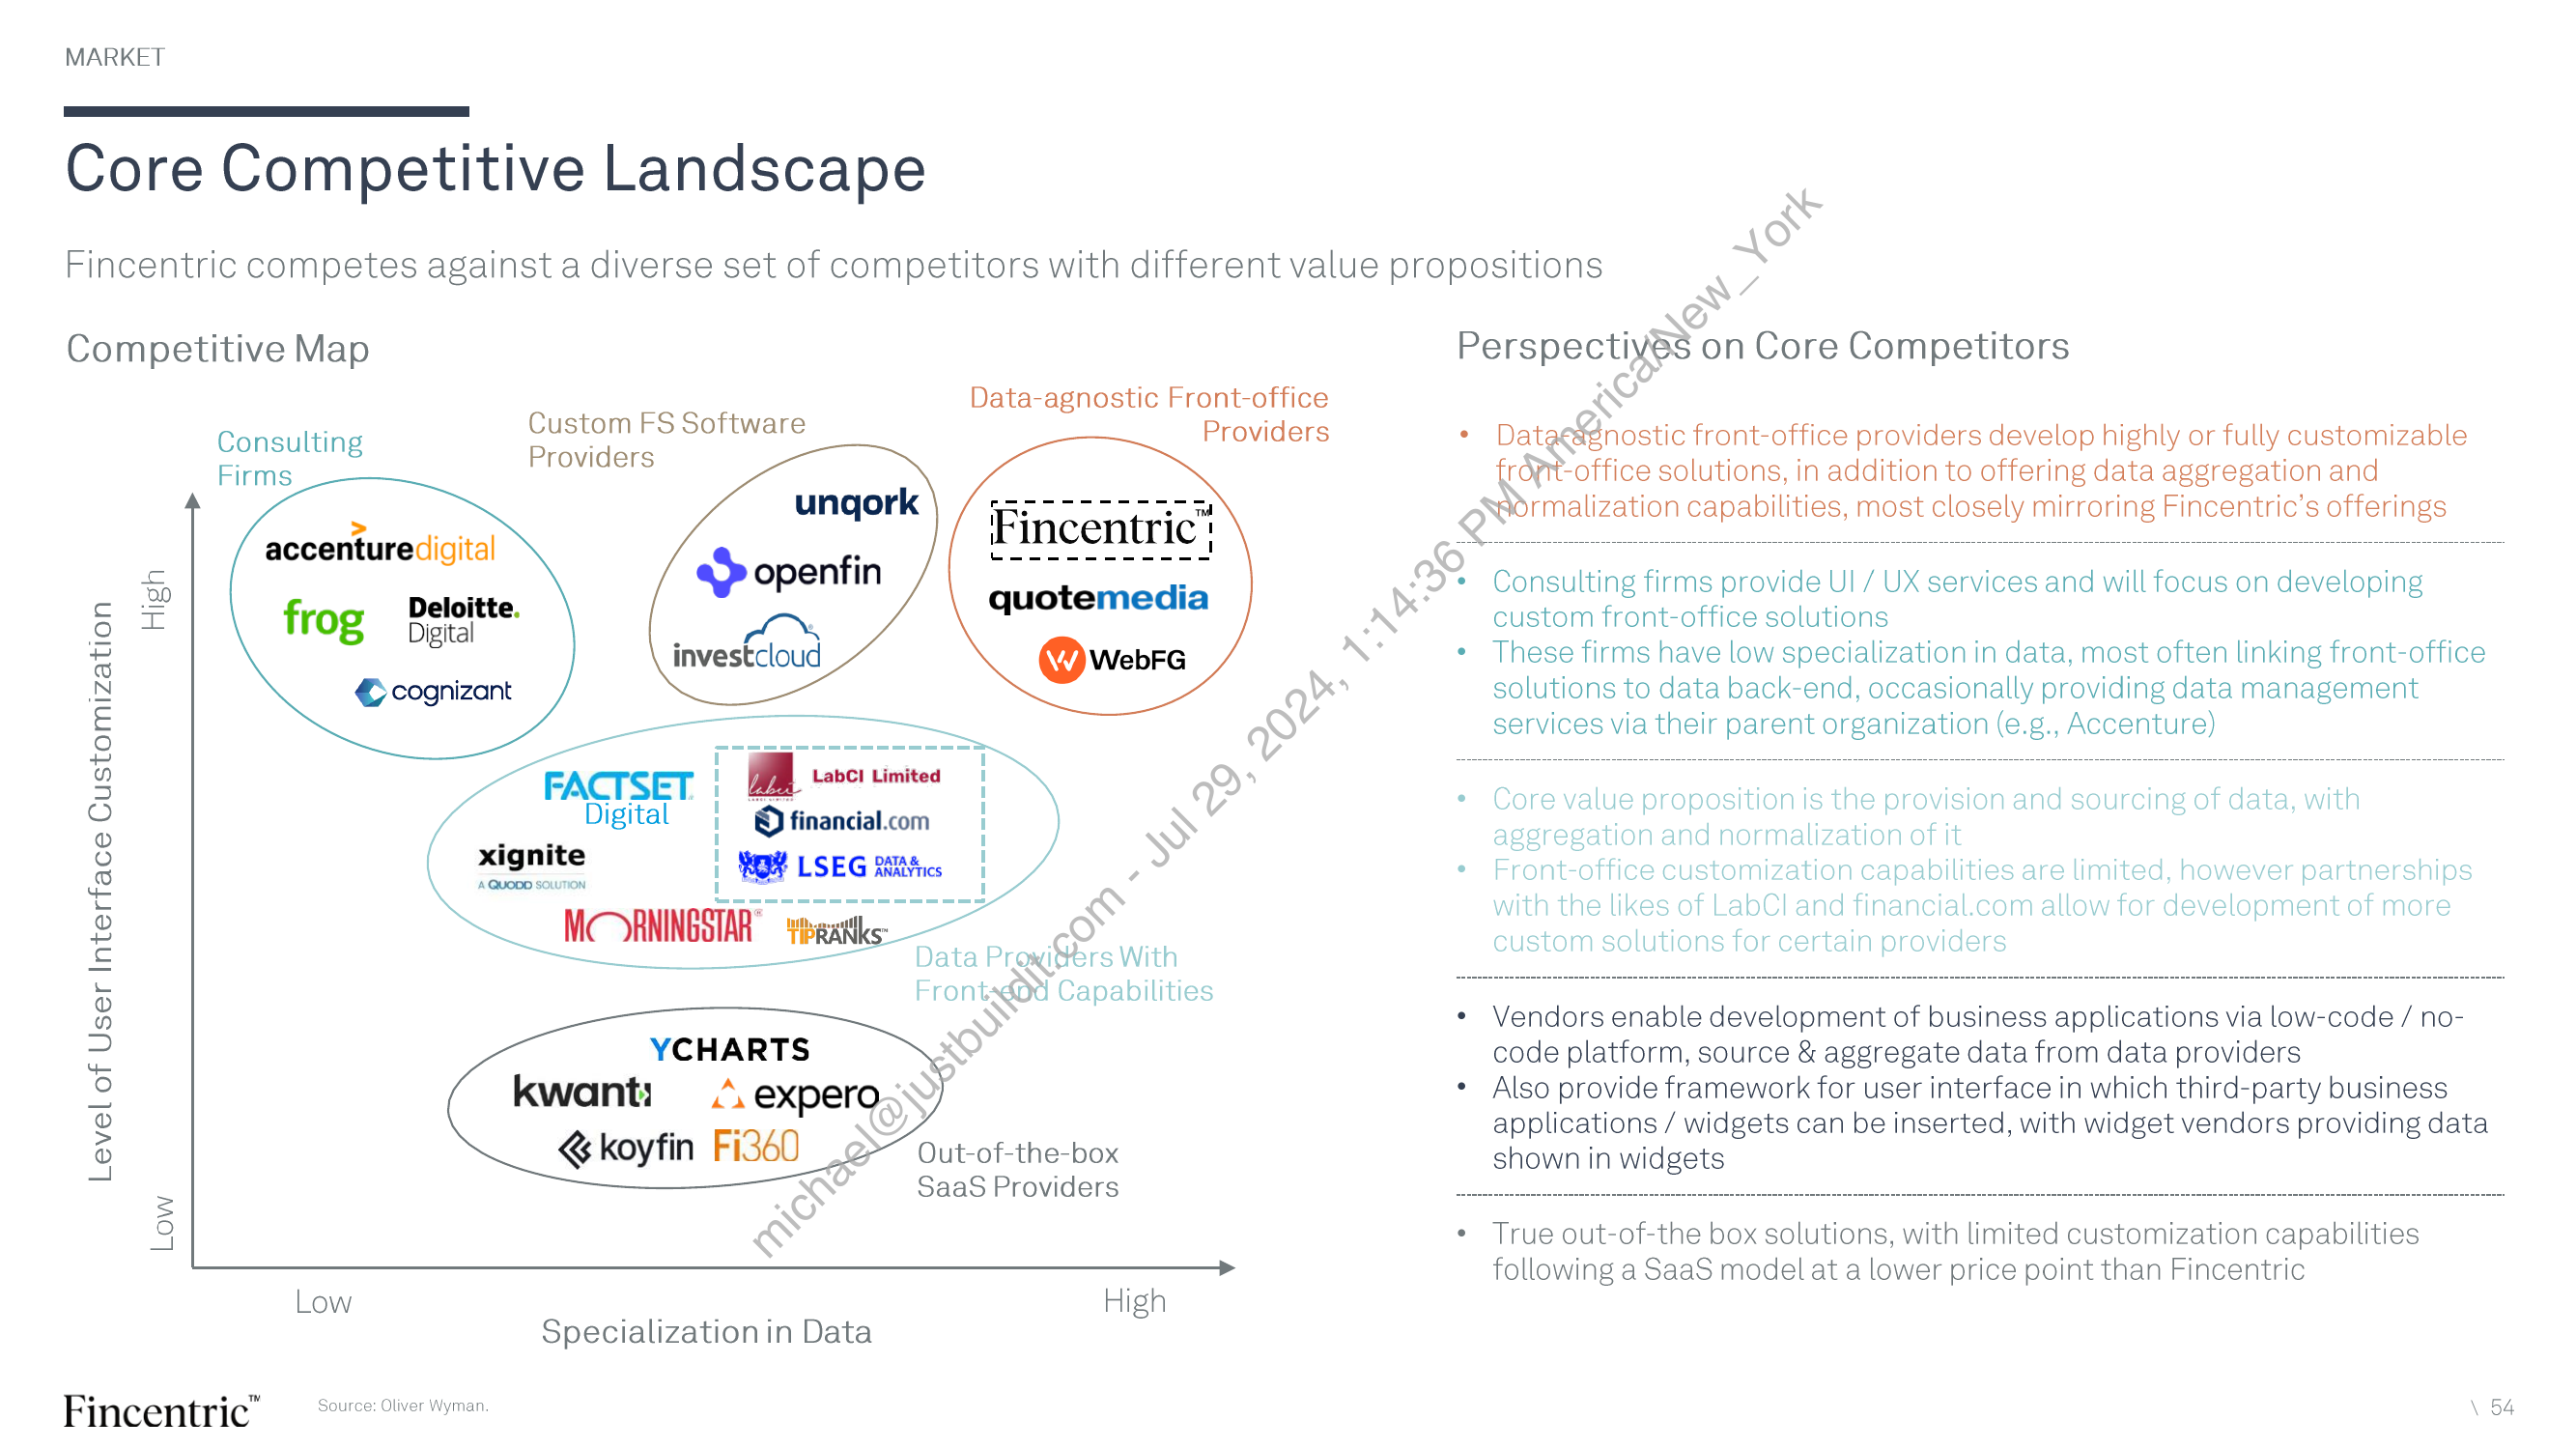 MARKET
Core Competitive Landscape
Fincentric competes against a diverse set of competitors with different value propositions
Competitive Map
Consulting
Firms
Custom FS Software
Providers
Data-agnostic Front-office
Providers
Level of User Interface Customization
High
Low
accenturedigital
frog
Deloitte.
Digital
cognizant
unqork
openfin
investcloud
Fincentric™
quotemedia
WebFG
FACTSET
Digital
xignite
A QUODD SOLUTION
labci
LABCI LIMITED
LabCI Limited
financial.com
LSEG DATA &
ANALYTICS
MORNINGSTAR®
TIPRANKS™
Data Providers With
Front-end Capabilities
YCHARTS
kwanti
expero
koyfin
Fi360
Out-of-the-box
SaaS Providers
Low
High
Specialization in Data
Perspectives on Core Competitors
• Data-agnostic front-office providers develop highly or fully customizable
front-office solutions, in addition to offering data aggregation and
normalization capabilities, most closely mirroring Fincentric's offerings
• Consulting firms provide UI / UX services and will focus on developing
custom front-office solutions
• These firms have low specialization in data, most often linking front-office
solutions to data back-end, occasionally providing data management
services via their parent organization (e.g., Accenture)
• Core value proposition is the provision and sourcing of data, with
aggregation and normalization of it
• Front-office customization capabilities are limited, however partnerships
with the likes of LabCI and financial.com allow for development of more
custom solutions for certain providers
• Vendors enable development of business applications via low-code / no-
code platform, source & aggregate data from data providers
• Also provide framework for user interface in which third-party business
applications / widgets can be inserted, with widget vendors providing data
shown in widgets
• True out-of-the box solutions, with limited customization capabilities
following a SaaS model at a lower price point than Fincentric
michael@justbuildit.com - Jul 29, 2024, 1:14:36 PM America/New_York
Fincentric™
Source: Oliver Wyman.
\ 54